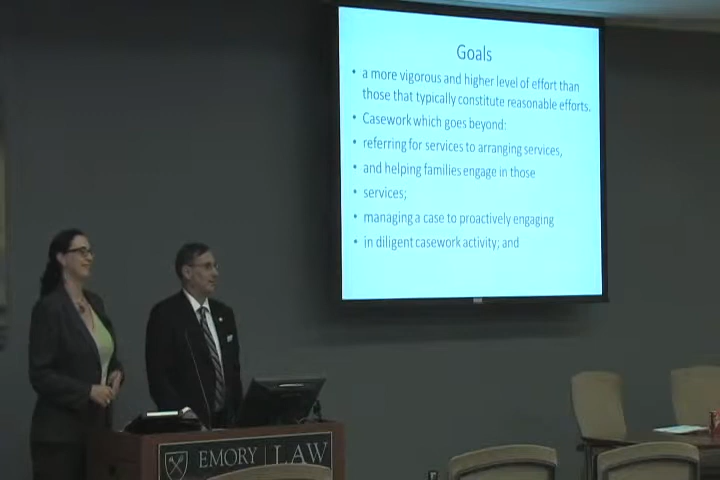 Goals
• a more vigorous and higher level of effort than
those that typically constitute reasonable efforts.
• Casework which goes beyond:
• referring for services to arranging services,
• and helping families engage in those
• services;
• managing a case to proactively engaging
• in diligent casework activity; and
EMORY LAW